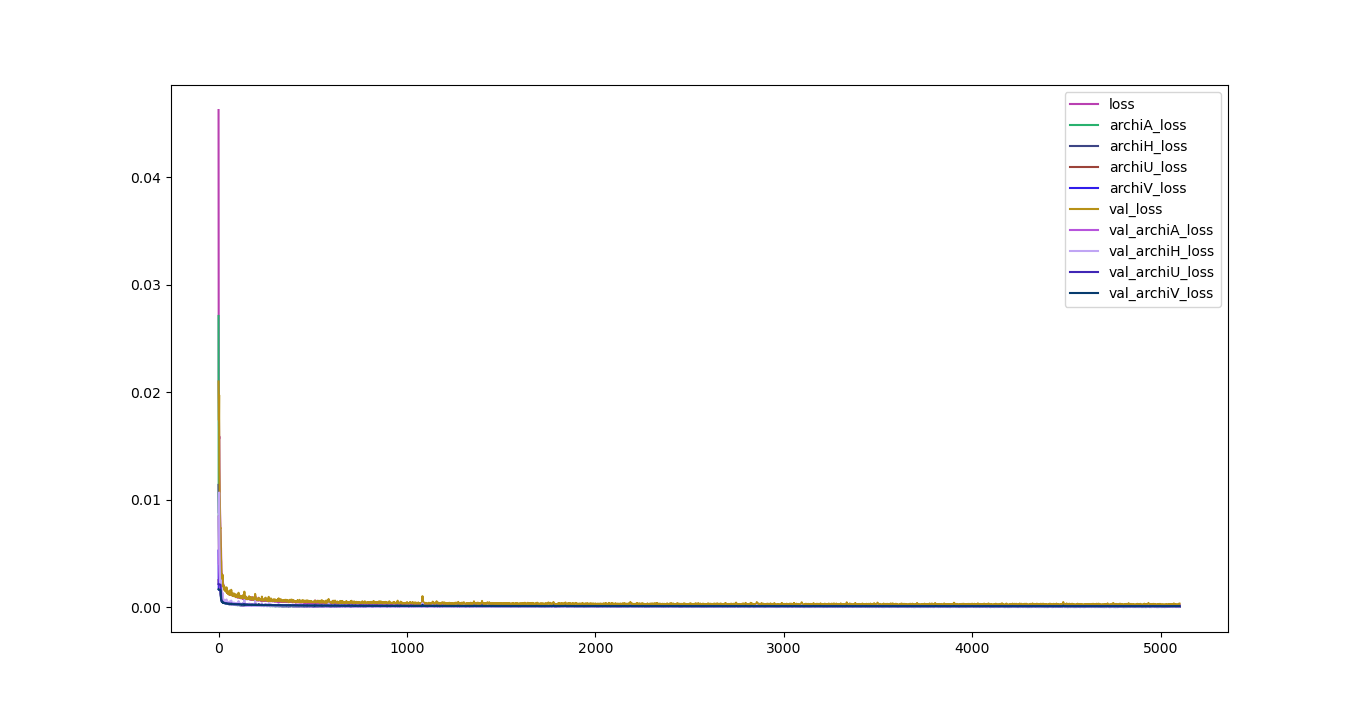 loss
archiA_loss
archiH_loss
archiU_loss
archiV_loss
val_loss
val_archiA_loss
val_archiH_loss
val_archiU_loss
val_archiV_loss
0.04
0.03
0.02
0.01
0.00
0 1000 2000 3000 4000 5000